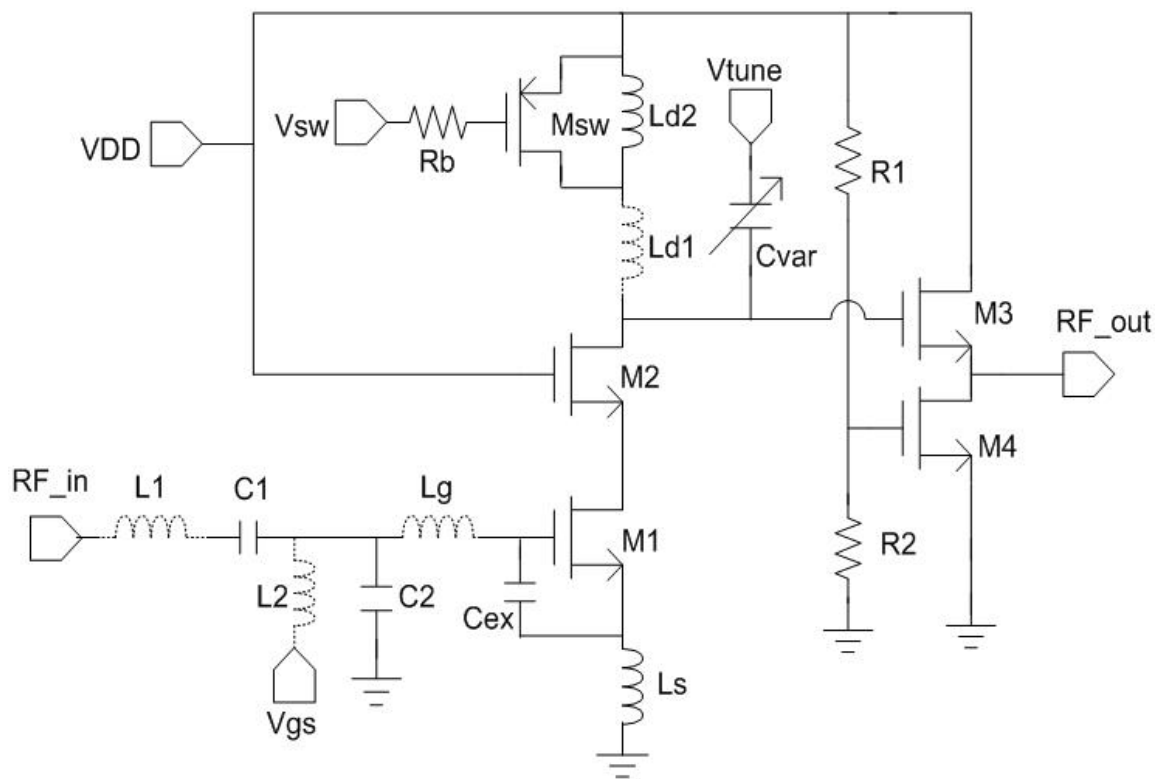 Vtune
Vsw
Msw
Ld2
VDD
Rb
R1
Ld1
Cvar
M3
RF_out
M2
M4
RF_in
L1
C1
Lg
M1
R2
L2
C2
Cex
Ls
Vgs